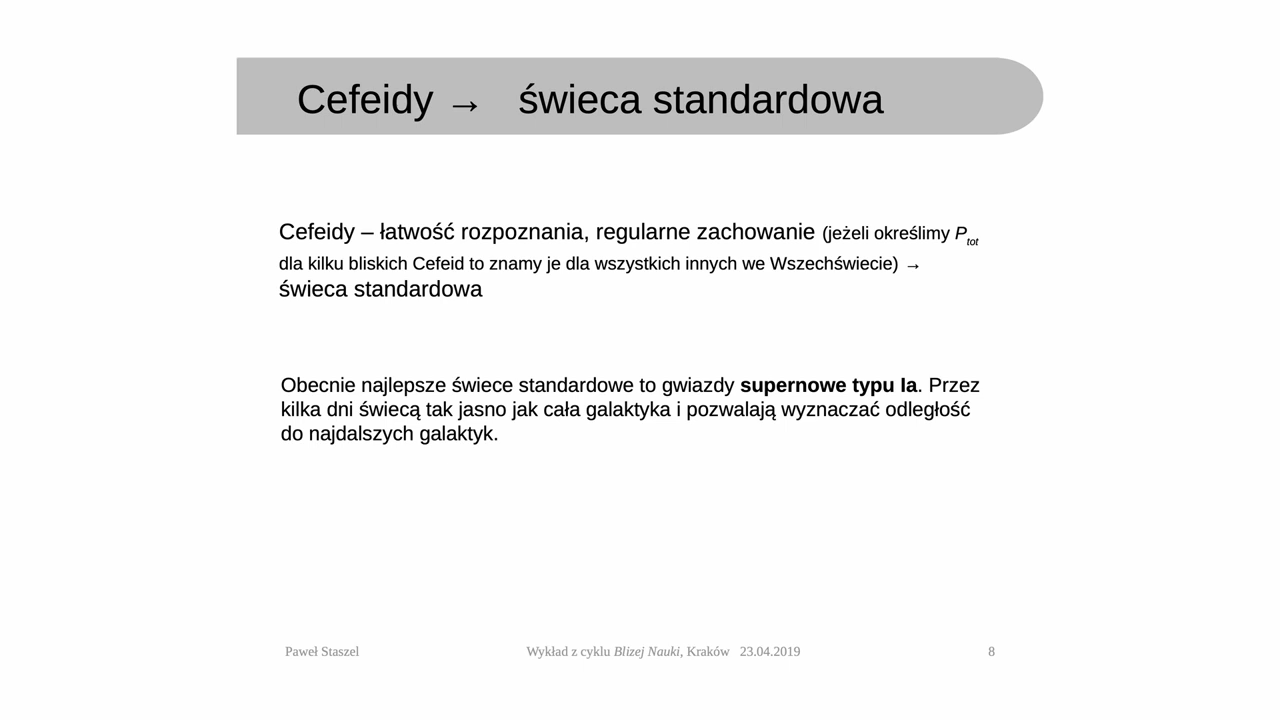 Cefeidy → świeca standardowa
Cefeidy – łatwość rozpoznania, regularne zachowanie (jeżeli określimy Ptot
dla kilku bliskich Cefeid to znamy je dla wszystkich innych we Wszechświecie) →
świeca standardowa
Obecnie najlepsze świece standardowe to gwiazdy supernowe typu Ia. Przez
kilka dni świecą tak jasno jak cała galaktyka i pozwalają wyznaczać odległość
do najdalszych galaktyk.
Paweł Staszel Wykład z cyklu Blizej Nauki, Kraków 23.04.2019 8